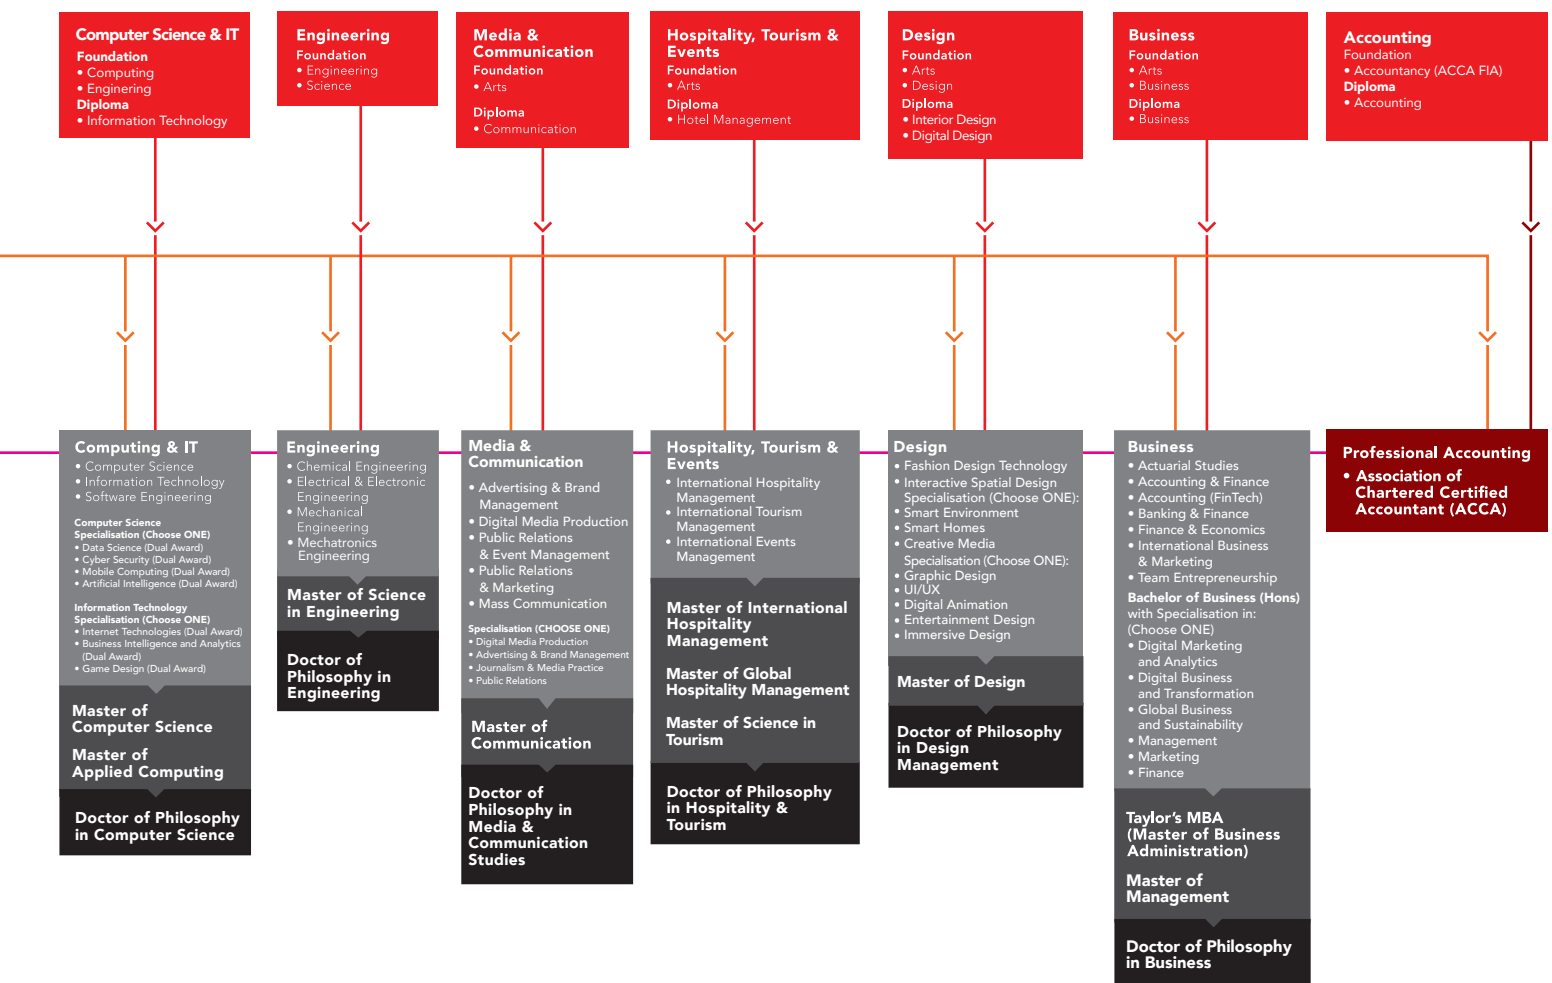 Computer Science & IT
Foundation
• Computing
• Enginering
Diploma
• Information Technology
Engineering
Foundation
• Engineering
• Science
Media &
Communication
Foundation
• Arts
Diploma
• Communication
Hospitality, Tourism &
Events
Foundation
• Arts
Diploma
• Hotel Management
Design
Foundation
• Arts
• Design
Diploma
• Interior Design
• Digital Design
Business
Foundation
• Arts
• Business
Diploma
• Business
Accounting
Foundation
• Accountancy (ACCA FIA)
Diploma
• Accounting
Computing & IT
• Computer Science
• Information Technology
• Software Engineering
Computer Science
Specialisation (Choose ONE)
• Data Science (Dual Award)
• Cyber Security (Dual Award)
• Mobile Computing (Dual Award)
• Artificial Intelligence (Dual Award)
Information Technology
Specialisation (Choose ONE)
• Internet Technologies (Dual Award)
• Business Intelligence and Analytics
(Dual Award)
• Game Design (Dual Award)
Master of
Computer Science
Master of
Applied Computing
Doctor of Philosophy
in Computer Science
Engineering
• Chemical Engineering
• Electrical & Electronic
Engineering
• Mechanical
Engineering
• Mechatronics
Engineering
Master of Science
in Engineering
Doctor of
Philosophy in
Engineering
Media &
Communication
• Advertising & Brand
Management
• Digital Media Production
• Public Relations
& Event Management
• Public Relations
& Marketing
• Mass Communication
Specialisation (CHOOSE ONE)
• Digital Media Production
• Advertising & Brand Management
• Journalism & Media Practice
• Public Relations
Master of
Communication
Doctor of
Philosophy in
Media &
Communication
Studies
Hospitality, Tourism &
Events
• International Hospitality
Management
• International Tourism
Management
• International Events
Management
Master of International
Hospitality
Management
Master of Global
Hospitality Management
Master of Science in
Tourism
Doctor of Philosophy
in Hospitality &
Tourism
Design
• Fashion Design Technology
• Interactive Spatial Design
Specialisation (Choose ONE):
• Smart Environment
• Smart Homes
• Creative Media
Specialisation (Choose ONE):
• Graphic Design
• UI/UX
• Digital Animation
• Entertainment Design
• Immersive Design
Master of Design
Doctor of Philosophy
in Design
Management
Business
• Actuarial Studies
• Accounting & Finance
• Accounting (FinTech)
• Banking & Finance
• Finance & Economics
• International Business
& Marketing
• Team Entrepreneurship
Bachelor of Business (Hons)
with Specialisation in:
(Choose ONE)
• Digital Marketing
and Analytics
• Digital Business
and Transformation
• Global Business
and Sustainability
• Management
• Marketing
• Finance
Taylor's MBA
(Master of Business
Administration)
Master of
Management
Doctor of Philosophy
in Business
Professional Accounting
• Association of
Chartered Certified
Accountant (ACCA)